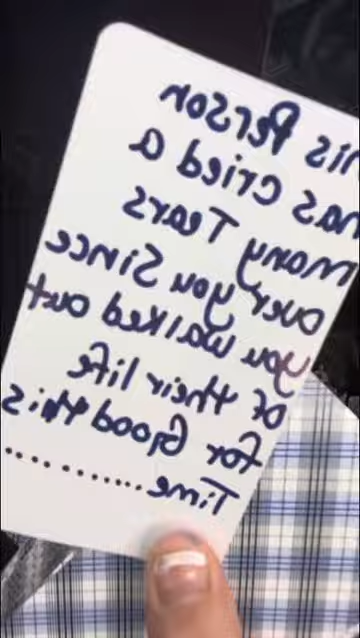 his Person
has cried a
many Tears
over you Since
you walked out
of their life
for Good this
Time..........